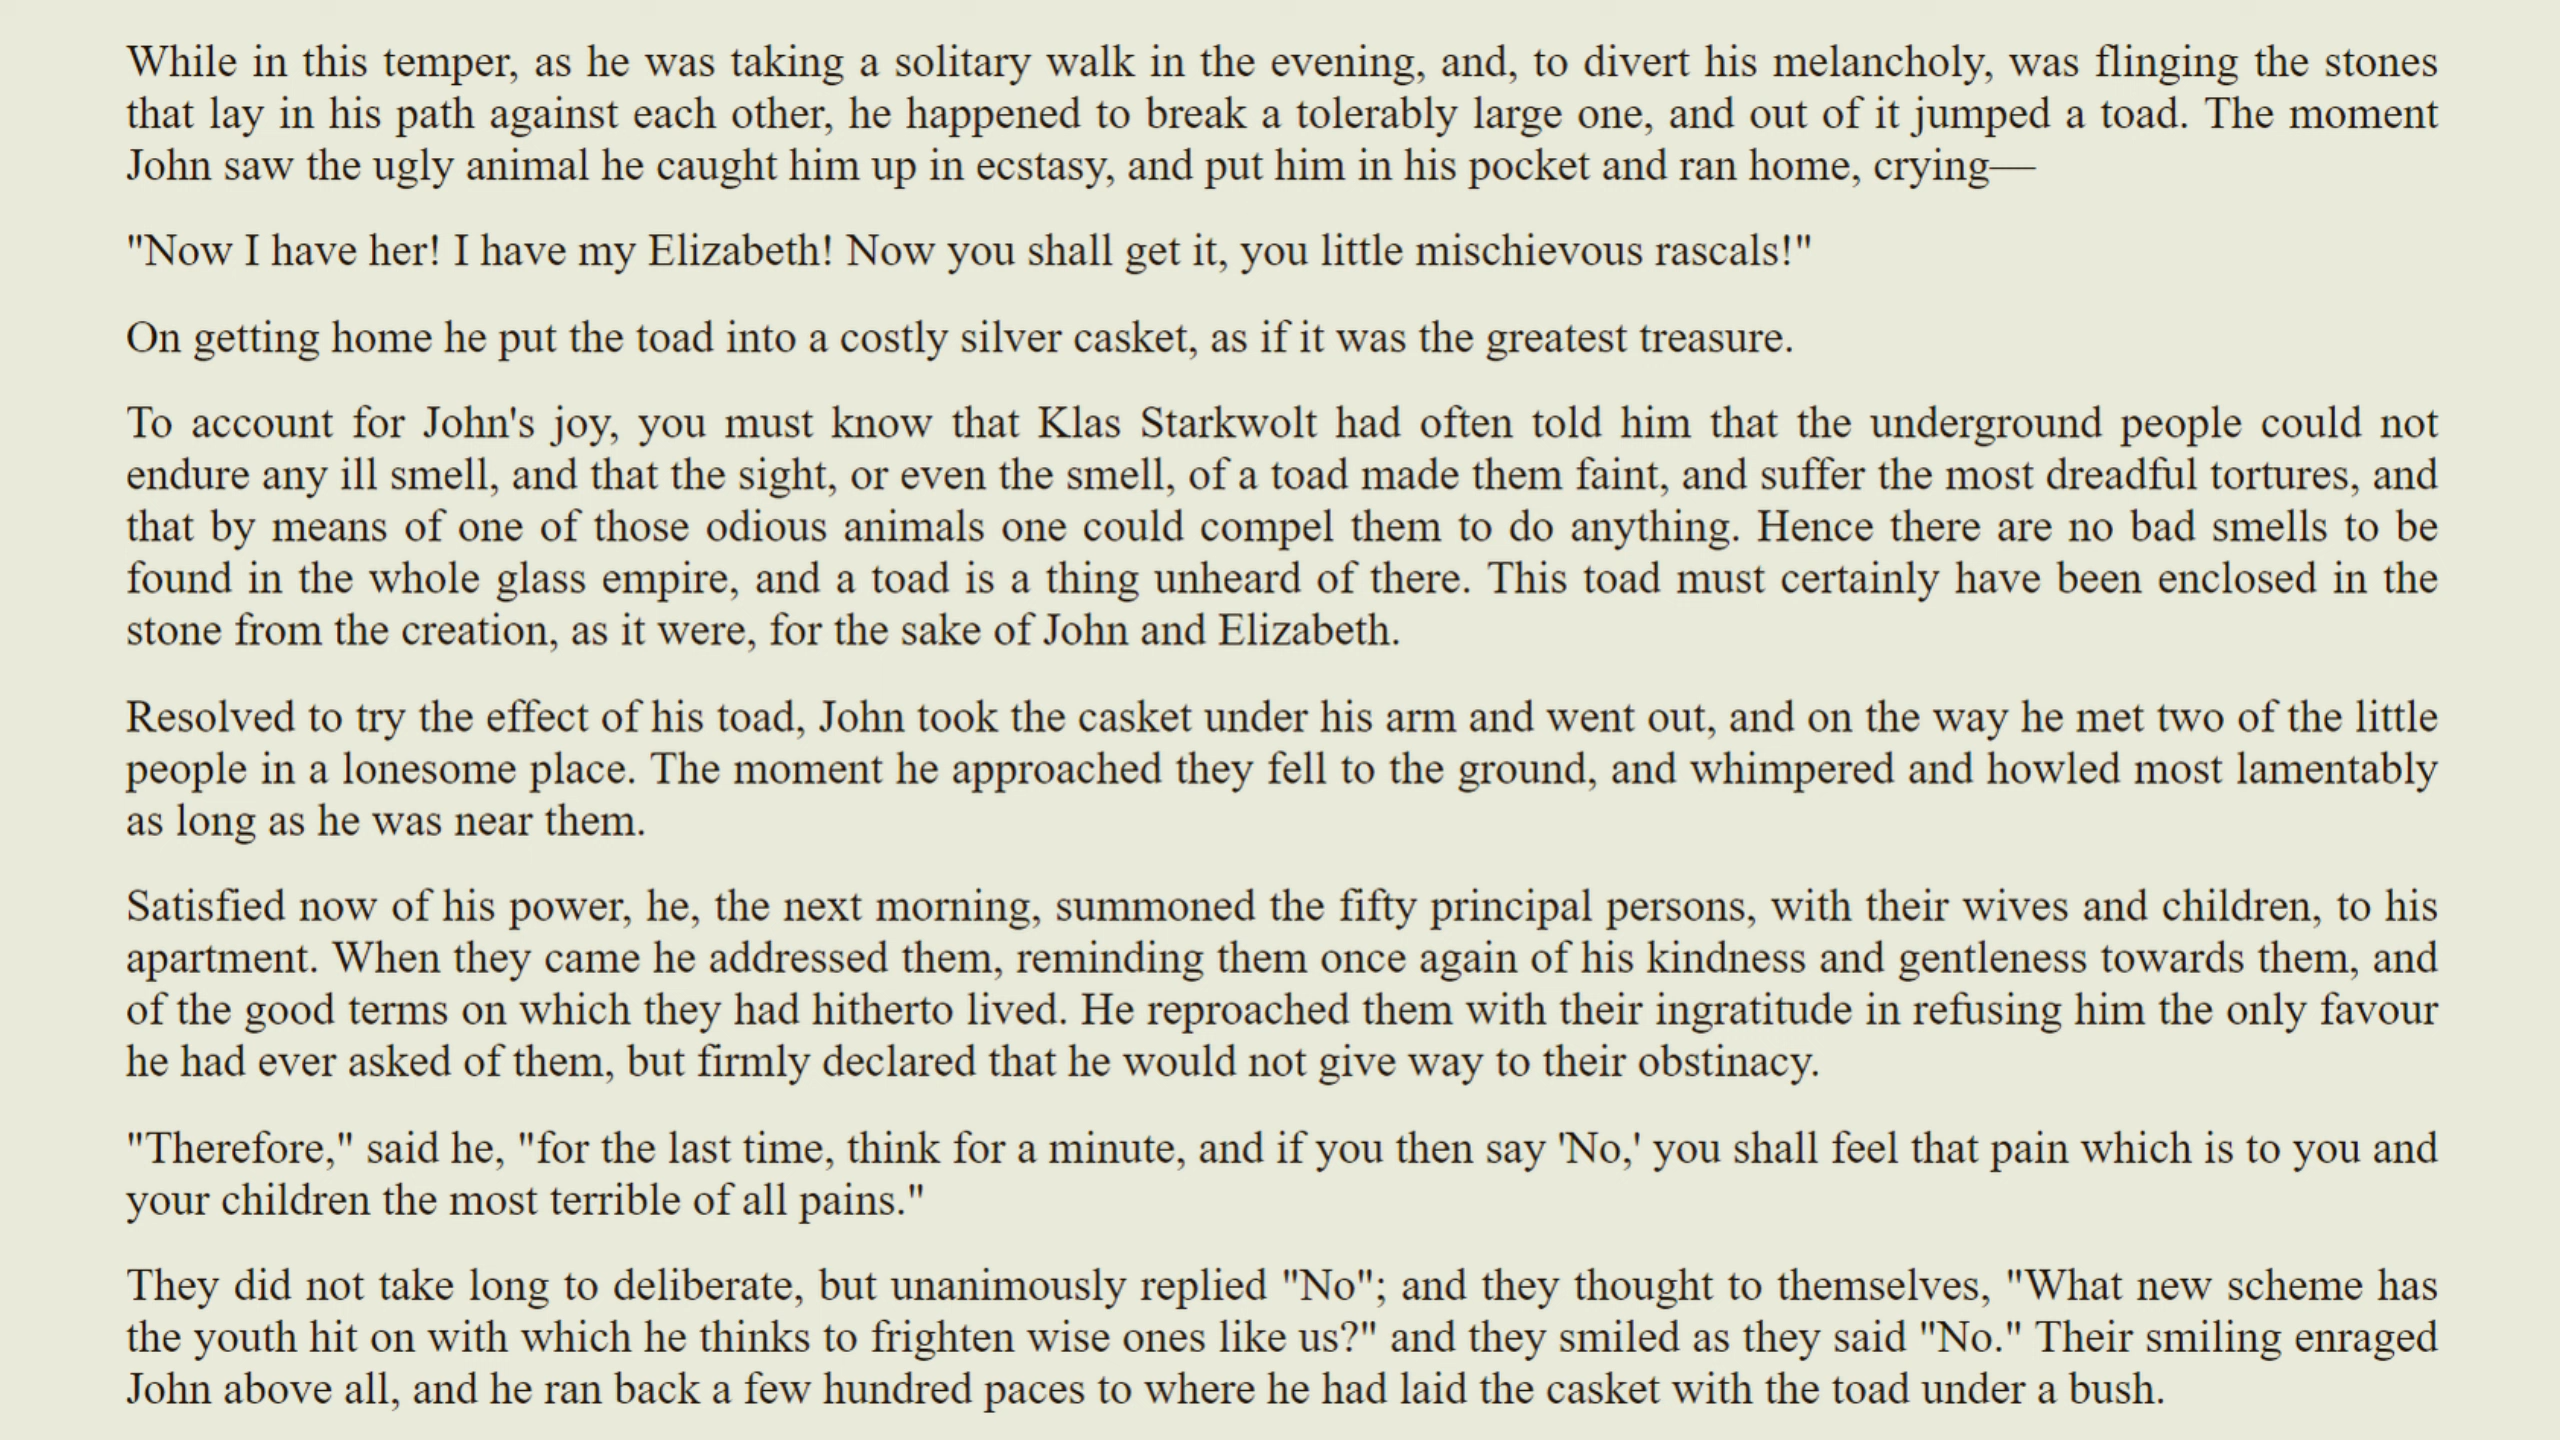 While in this temper, as he was taking a solitary walk in the evening, and, to divert his melancholy, was flinging the stones
that lay in his path against each other, he happened to break a tolerably large one, and out of it jumped a toad. The moment
John saw the ugly animal he caught him up in ecstasy, and put him in his pocket and ran home, crying—
"Now I have her! I have my Elizabeth! Now you shall get it, you little mischievous rascals!"
On getting home he put the toad into a costly silver casket, as if it was the greatest treasure.
To account for John's joy, you must know that Klas Starkwolt had often told him that the underground people could not
endure any ill smell, and that the sight, or even the smell, of a toad made them faint, and suffer the most dreadful tortures, and
that by means of one of those odious animals one could compel them to do anything. Hence there are no bad smells to be
found in the whole glass empire, and a toad is a thing unheard of there. This toad must certainly have been enclosed in the
stone from the creation, as it were, for the sake of John and Elizabeth.
Resolved to try the effect of his toad, John took the casket under his arm and went out, and on the way he met two of the little
people in a lonesome place. The moment he approached they fell to the ground, and whimpered and howled most lamentably
as long as he was near them.
Satisfied now of his power, he, the next morning, summoned the fifty principal persons, with their wives and children, to his
apartment. When they came he addressed them, reminding them once again of his kindness and gentleness towards them, and
of the good terms on which they had hitherto lived. He reproached them with their ingratitude in refusing him the only favour
he had ever asked of them, but firmly declared that he would not give way to their obstinacy.
"Therefore," said he, "for the last time, think for a minute, and if you then say 'No,' you shall feel that pain which is to you and
your children the most terrible of all pains."
They did not take long to deliberate, but unanimously replied "No"; and they thought to themselves, "What new scheme has
the youth hit on with which he thinks to frighten wise ones like us?" and they smiled as they said "No." Their smiling enraged
John above all, and he ran back a few hundred paces to where he had laid the casket with the toad under a bush.